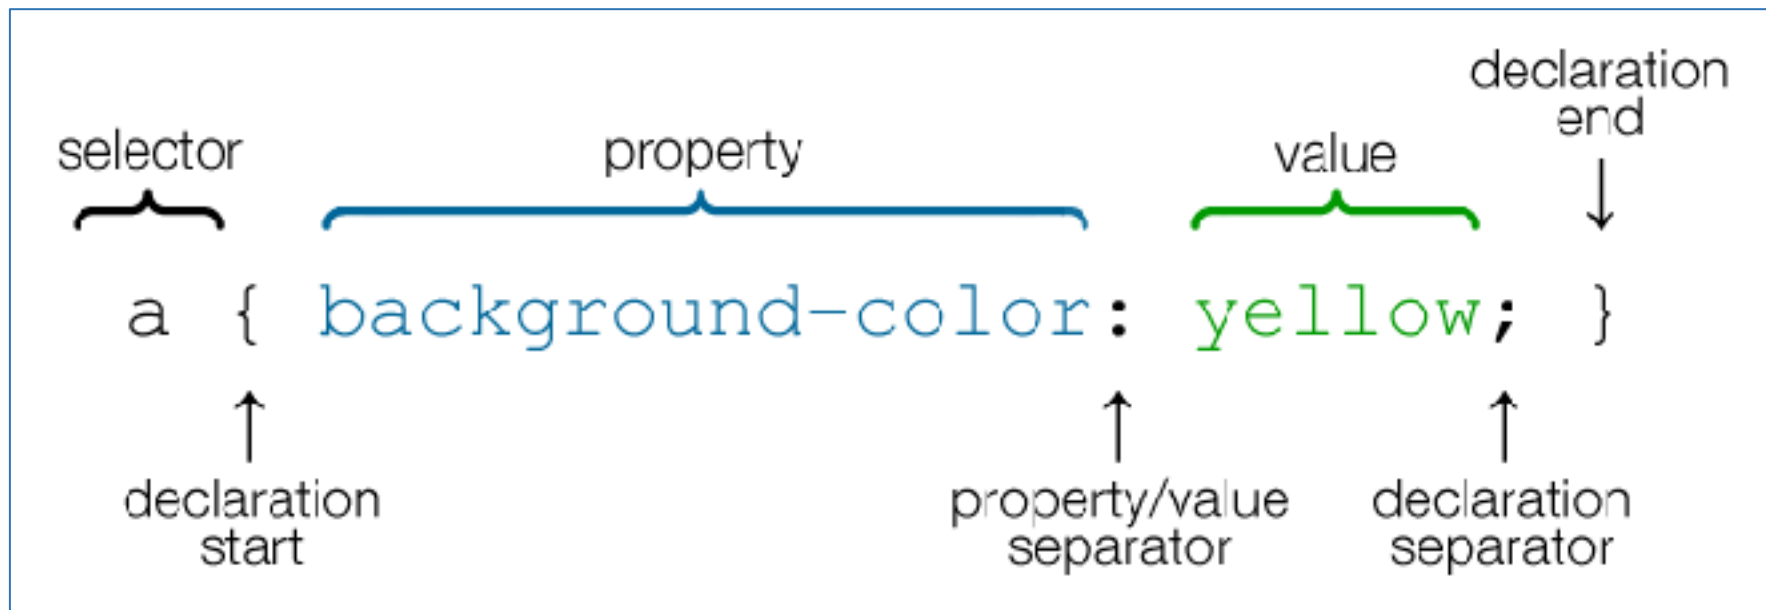 declaration
end
selector
property
value
a { background-color: yellow; }
declaration
start
property/value
separator
declaration
separator